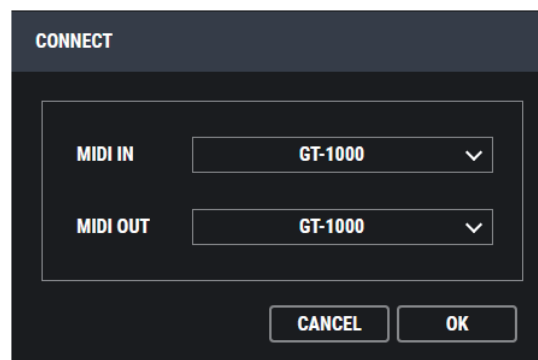 CONNECT
MIDI IN GT-1000
MIDI OUT GT-1000
CANCEL OK